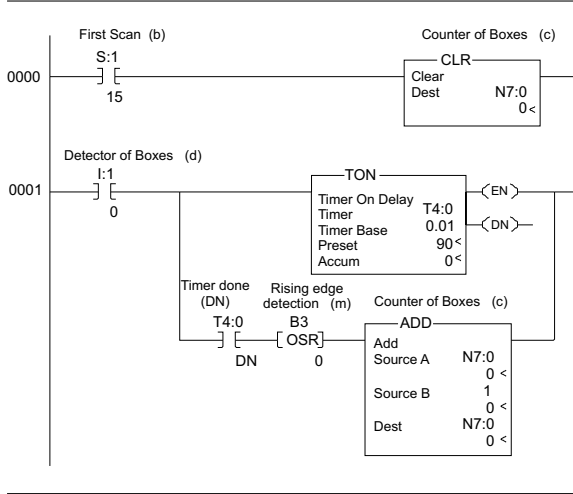 First Scan (b)
Counter of Boxes (c)
S:1
CLR
0000
Clear
15
Dest N7:0
0<
Detector of Boxes (d)
I:1
TON
0001
EN
0
Timer On Delay
Timer T4:0
DN
Timer Base 0.01
Preset 90<
Accum 0<
Timer done
(DN)
Rising edge
detection (m)
Counter of Boxes (c)
T4:0
B3
ADD
OSR
DN
0
Add
Source A N7:0
0 <
Source B 1
0 <
Dest N7:0
0 <